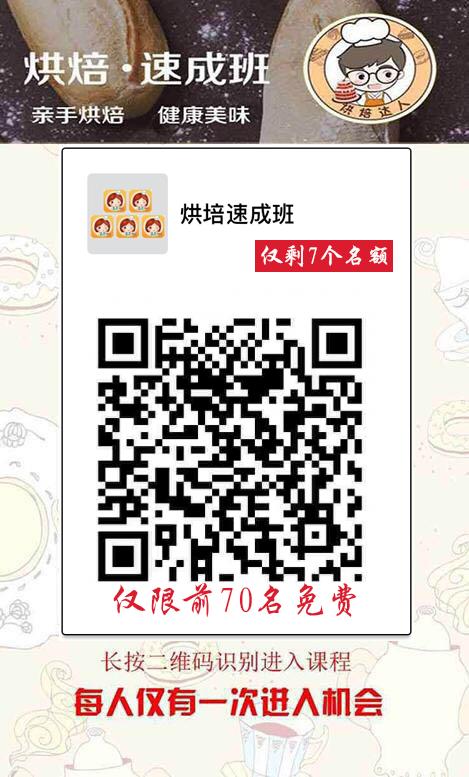 烘焙·速成班
亲手烘焙 健康美味
烘焙达人
烘培速成班
仅剩7个名额
仅限前70名免费
长按二维码识别进入课程
每人仅有一次进入机会